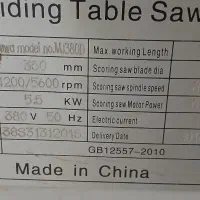 iding Table Saw
model no.MJ380D Max. working Length
350 mm Scoring saw blade dia
4200/5600 rpm Scoring saw spindle speed
5.5 KW Scoring saw Motor Power
380 V 50 Hz Electric current
Delivery Date
GB12557-2010
Made in China